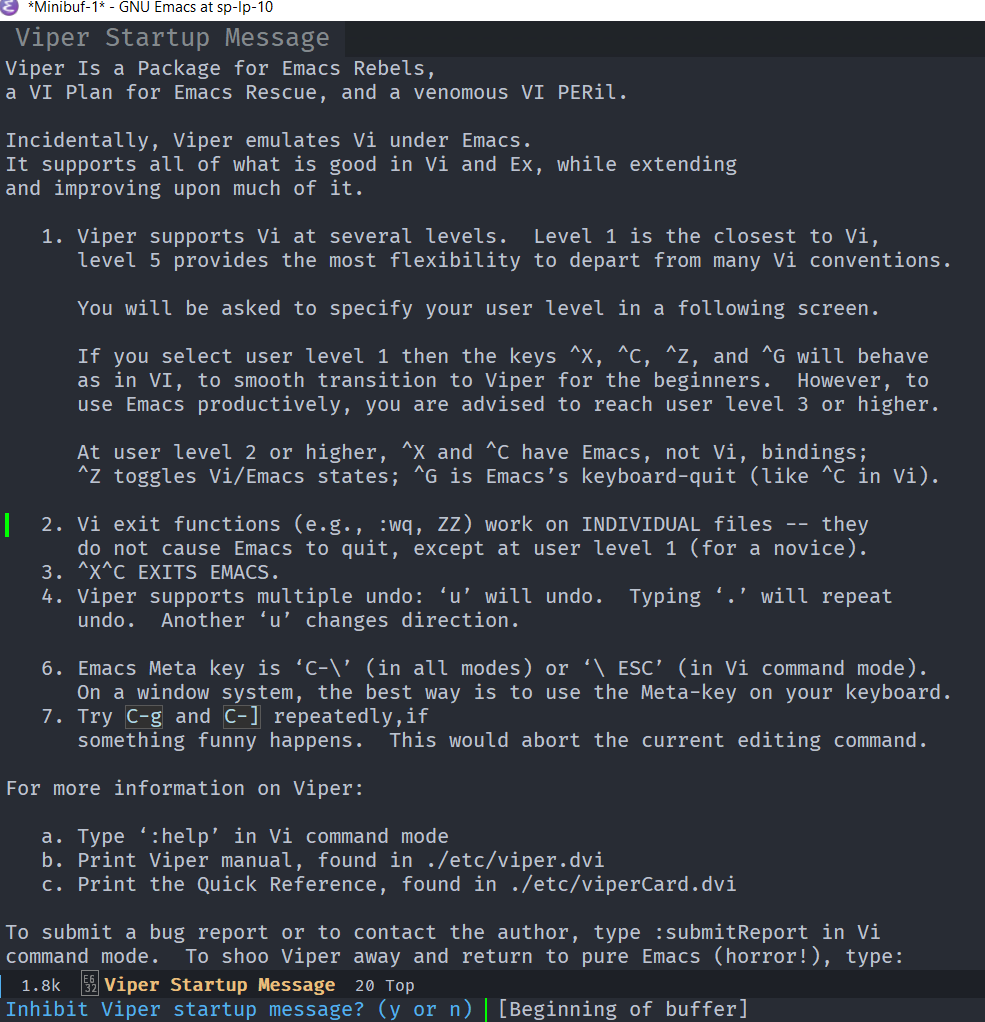 *Minibuf-1* - GNU Emacs at sp-lp-10
Viper Startup Message
Viper Is a Package for Emacs Rebels,
a VI Plan for Emacs Rescue, and a venomous VI PERil.
Incidentally, Viper emulates Vi under Emacs.
It supports all of what is good in Vi and Ex, while extending
and improving upon much of it.
1. Viper supports Vi at several levels.  Level 1 is the closest to Vi,
level 5 provides the most flexibility to depart from many Vi conventions.
You will be asked to specify your user level in a following screen.
If you select user level 1 then the keys ^X, ^C, ^Z, and ^G will behave
as in VI, to smooth transition to Viper for the beginners.  However, to
use Emacs productively, you are advised to reach user level 3 or higher.
At user level 2 or higher, ^X and ^C have Emacs, not Vi, bindings;
^Z toggles Vi/Emacs states; ^G is Emacs’s keyboard-quit (like ^C in Vi).
2. Vi exit functions (e.g., :wq, ZZ) work on INDIVIDUAL files -- they
do not cause Emacs to quit, except at user level 1 (for a novice).
3. ^X^C EXITS EMACS.
4. Viper supports multiple undo: ‘u’ will undo.  Typing ‘.’ will repeat
undo.  Another ‘u’ changes direction.
6. Emacs Meta key is ‘C-\’ (in all modes) or ‘\ ESC’ (in Vi command mode).
On a window system, the best way is to use the Meta-key on your keyboard.
7. Try C-g and C-] repeatedly,if
something funny happens.  This would abort the current editing command.
For more information on Viper:
a. Type ‘:help’ in Vi command mode
b. Print Viper manual, found in ./etc/viper.dvi
c. Print the Quick Reference, found in ./etc/viperCard.dvi
To submit a bug report or to contact the author, type :submitReport in Vi
command mode.  To shoo Viper away and return to pure Emacs (horror!), type:
1.8k Viper Startup Message 20 Top
Inhibit Viper startup message? (y or n) [Beginning of buffer]